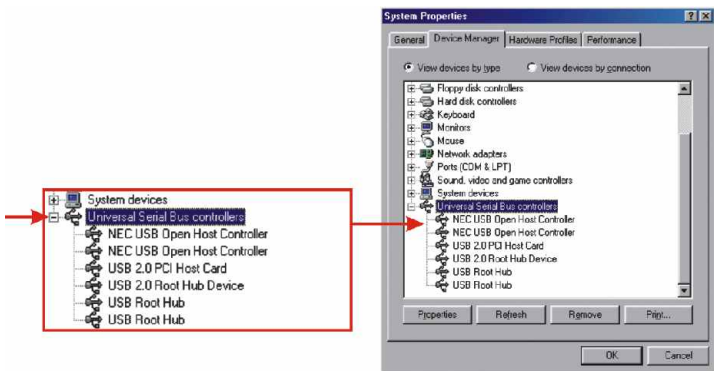 System devices
Universal Serial Bus controllers
NEC USB Open Host Controller
NEC USB Open Host Controller
USB 2.0 PCI Host Card
USB 2.0 Root Hub Device
USB Root Hub
USB Root Hub
System Properties
General Device Manager Hardware Profiles Performance
View devices by type View devices by connection
Floppy disk controllers
Hard disk controllers
Keyboard
Monitors
Mouse
Network adapters
Ports (COM & LPT)
Sound, video and game controllers
System devices
Universal Serial Bus controllers
NEC USB Open Host Controller
NEC USB Open Host Controller
USB 2.0 PCI Host Card
USB 2.0 Root Hub Device
USB Root Hub
USB Root Hub
Properties Refresh Remove Print...
OK Cancel